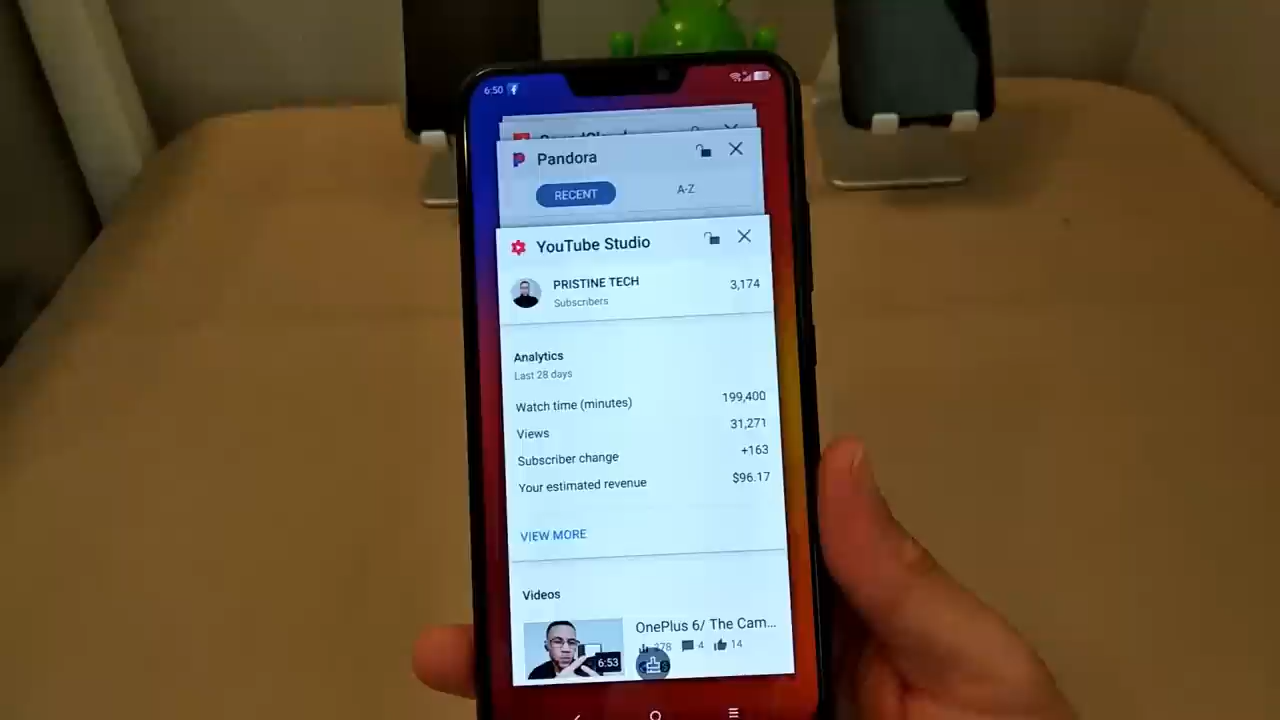 6:50
SoundCloud
Pandora
RECENT A-Z
YouTube Studio
PRISTINE TECH 3,174
Subscribers
Analytics
Last 28 days
Watch time (minutes) 199,400
Views 31,271
Subscriber change +163
Your estimated revenue $96.17
VIEW MORE
Videos
OnePlus 6/ The Cam...
378 4 14
6:53